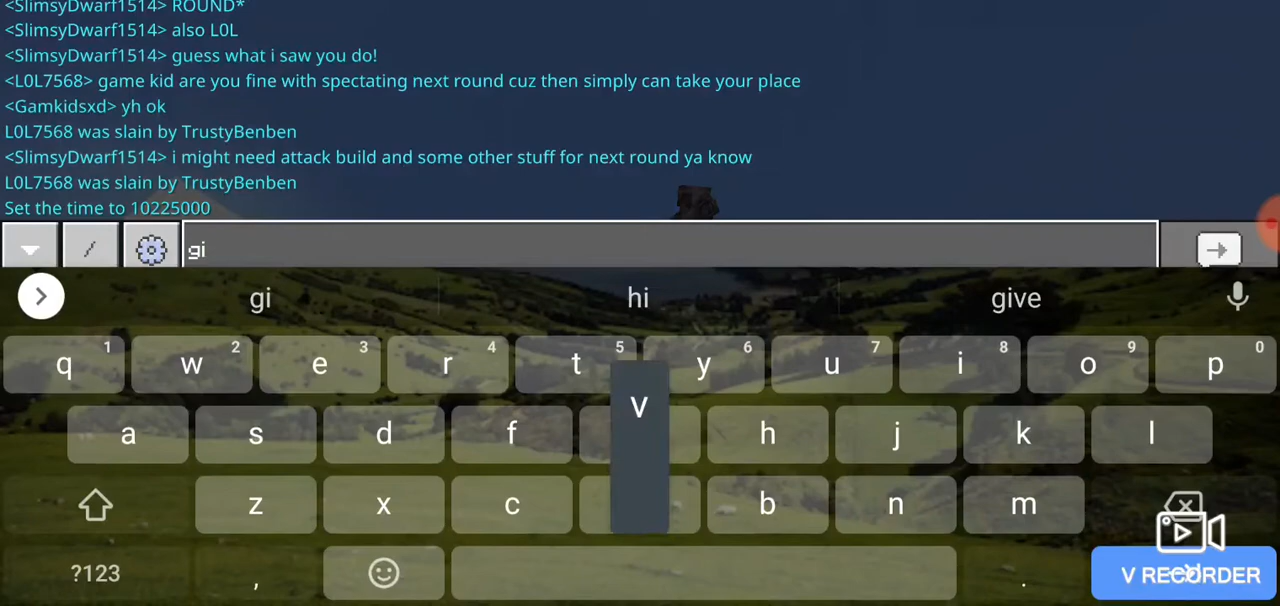 <SlimsyDwarf1514> ROUND*
<SlimsyDwarf1514> also L0L
<SlimsyDwarf1514> guess what i saw you do!
<L0L7568> game kid are you fine with spectating next round cuz then simply can take your place
<Gamkidsxd> yh ok
L0L7568 was slain by TrustyBenben
<SlimsyDwarf1514> i might need attack build and some other stuff for next round ya know
L0L7568 was slain by TrustyBenben
Set the time to 10225000
/ gi
gi hi give
1 2 3 4 5 6 7 8 9 0
q w e r t y u i o p
v
a s d f h j k l
z x c b n m
?123 , . V RECORDER